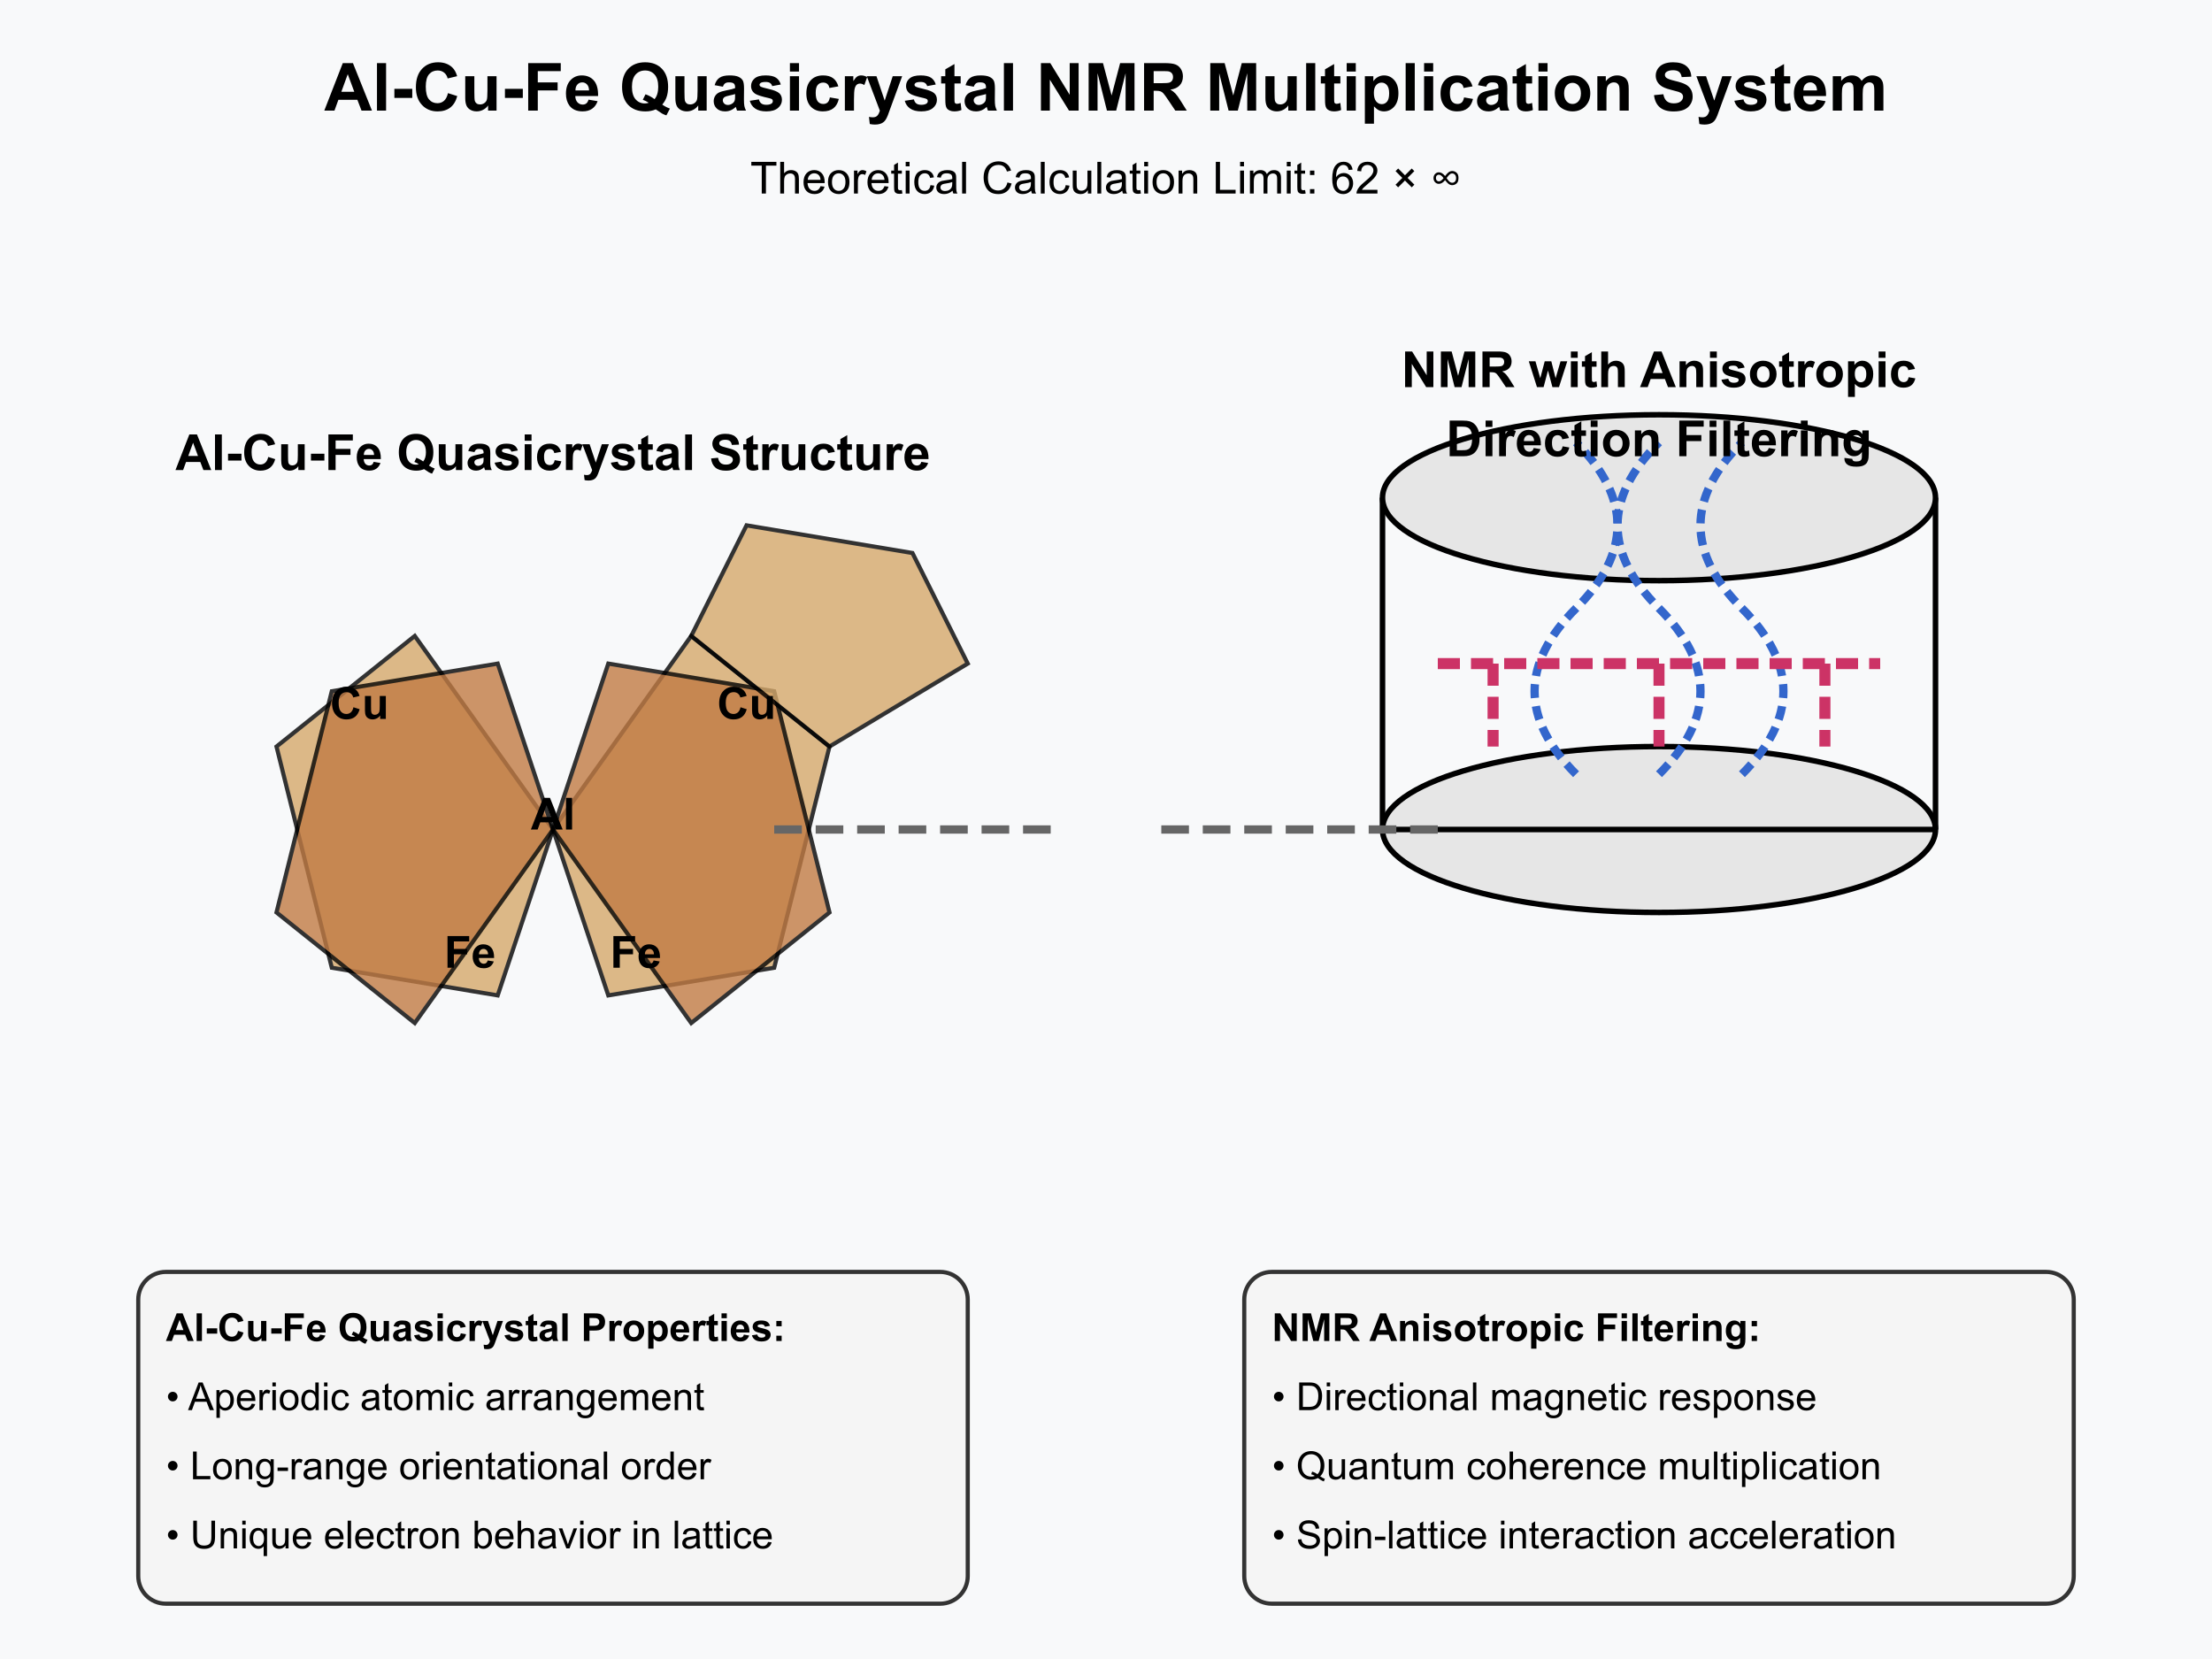 Al-Cu-Fe Quasicrystal NMR Multiplication System
Theoretical Calculation Limit: 62 × ∞
NMR with Anisotropic
Direction Filtering
Al-Cu-Fe Quasicrystal Structure
Cu
Cu
Al
Fe
Fe
Al-Cu-Fe Quasicrystal Properties:
• Aperiodic atomic arrangement
• Long-range orientational order
• Unique electron behavior in lattice
NMR Anisotropic Filtering:
• Directional magnetic response
• Quantum coherence multiplication
• Spin-lattice interaction acceleration